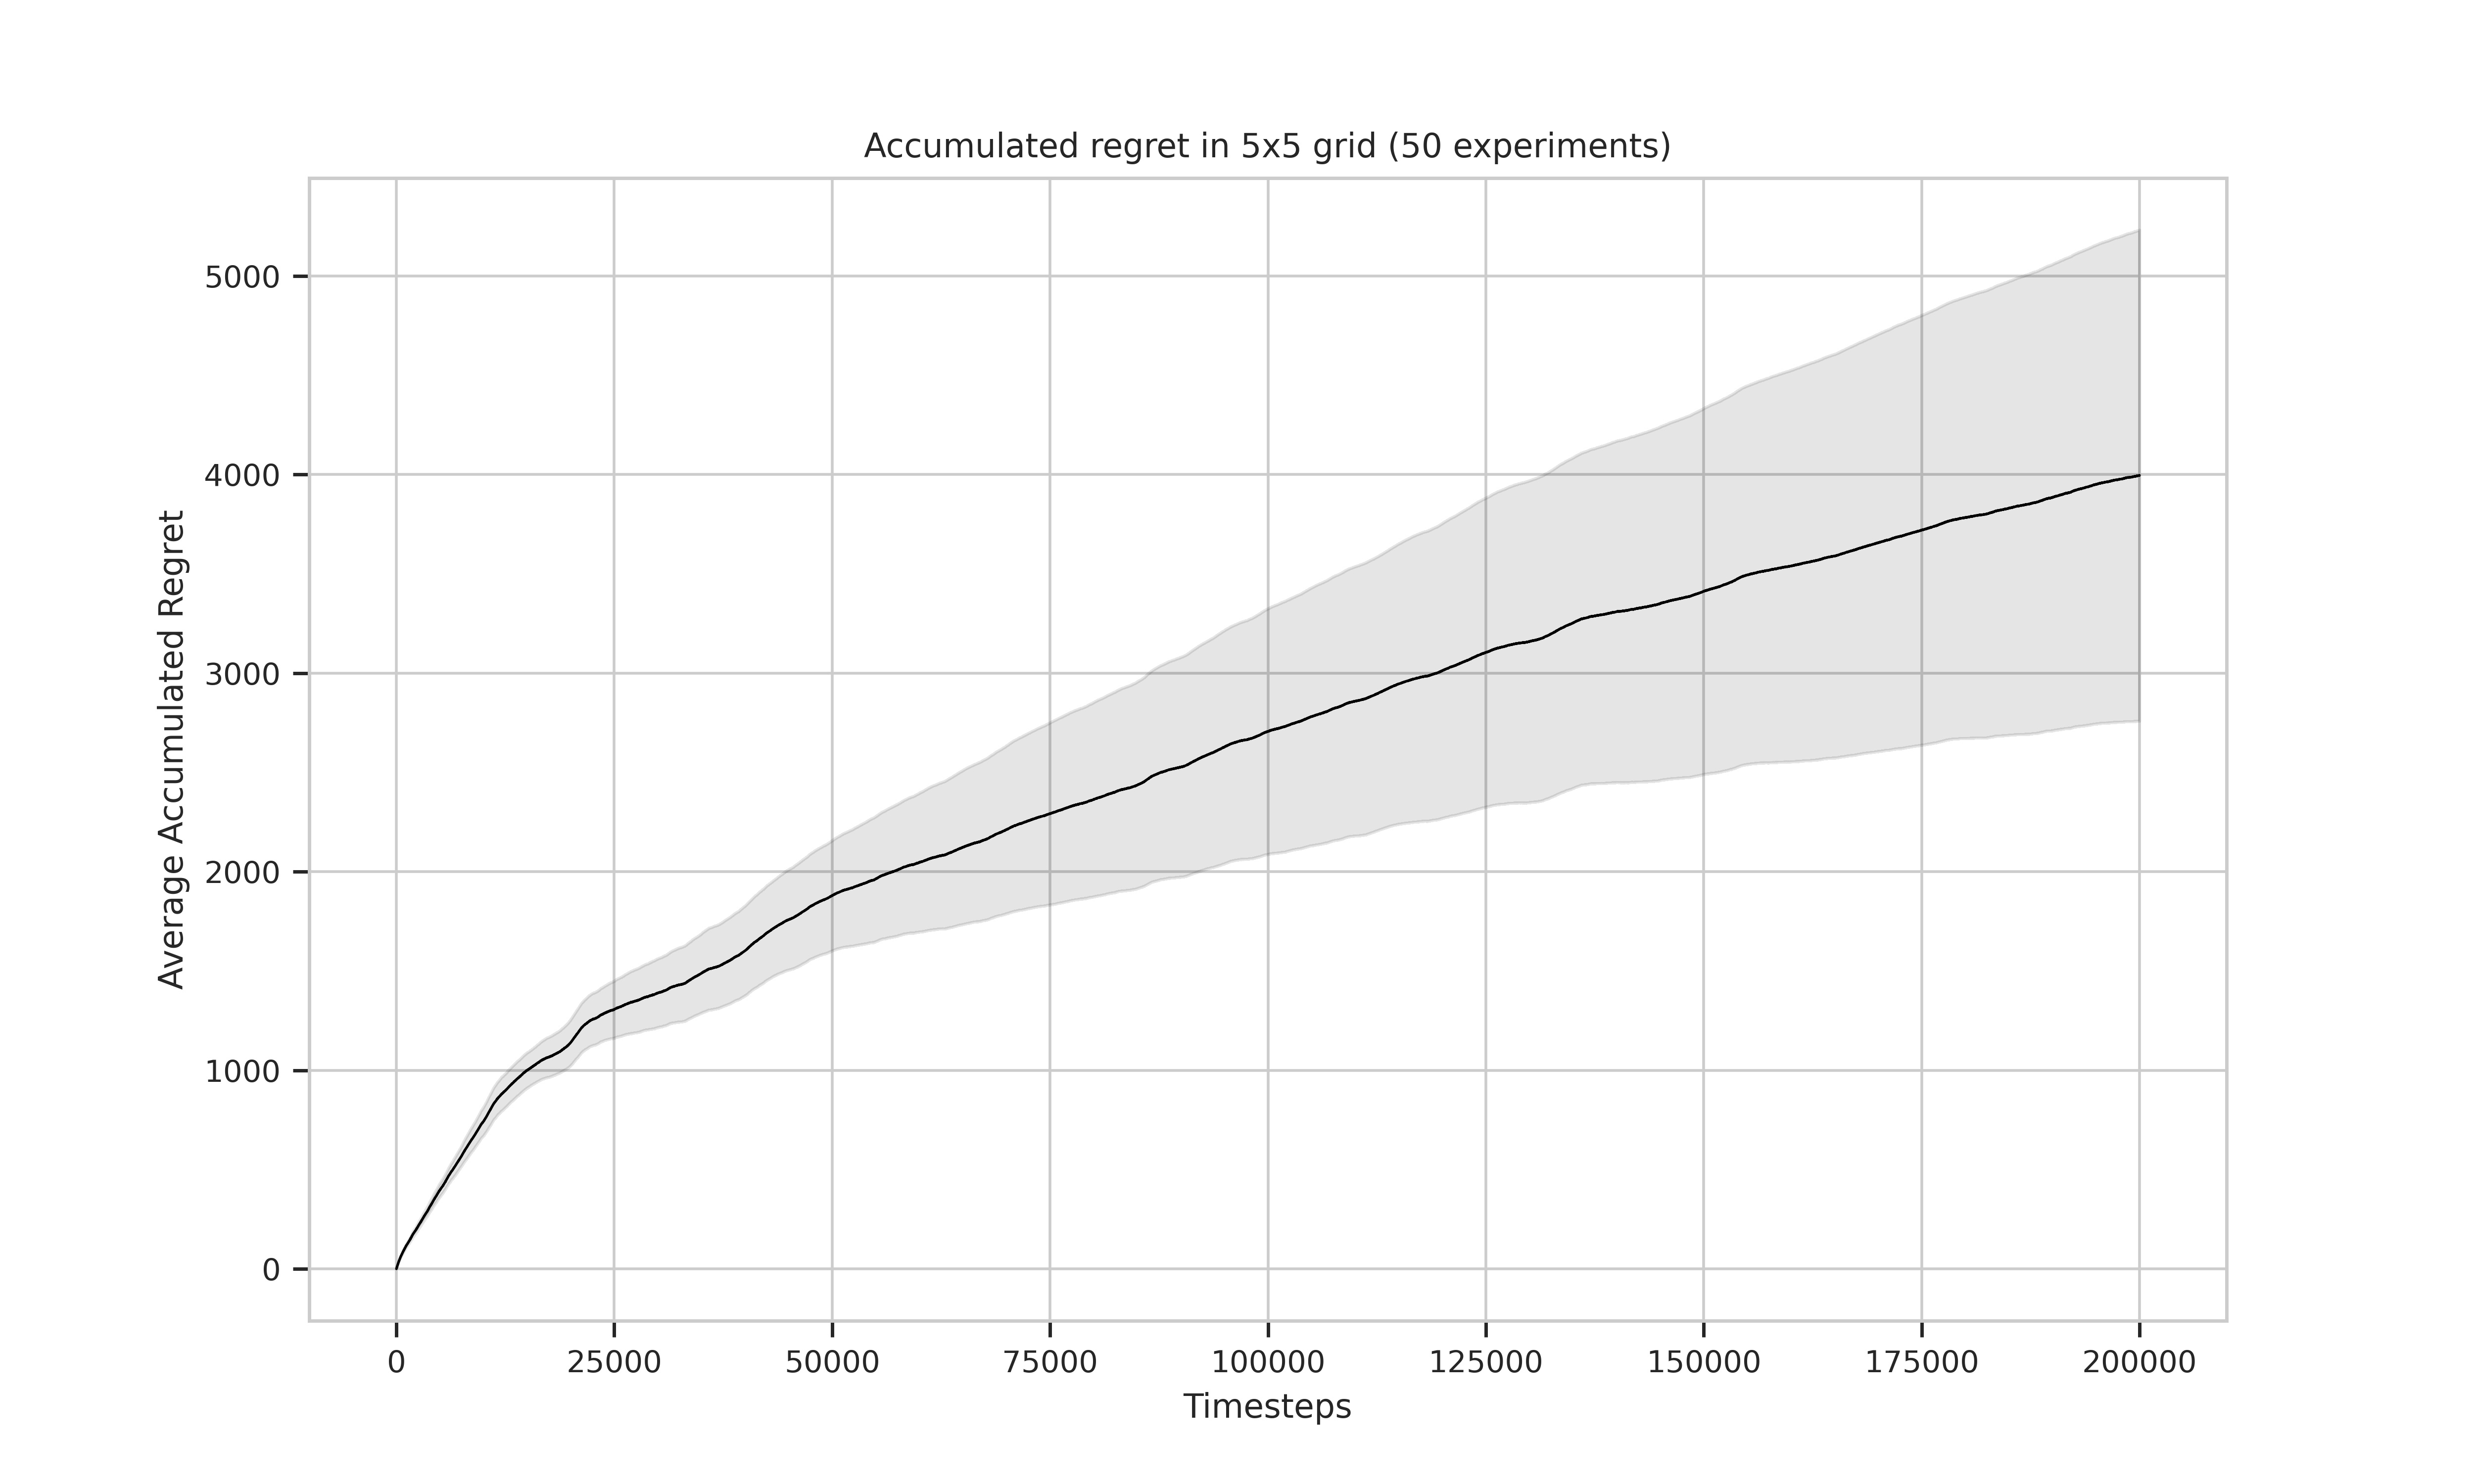 Accumulated regret in 5x5 grid (50 experiments)
Average Accumulated Regret
5000
4000
3000
2000
1000
0
0 25000 50000 75000 100000 125000 150000 175000 200000
Timesteps